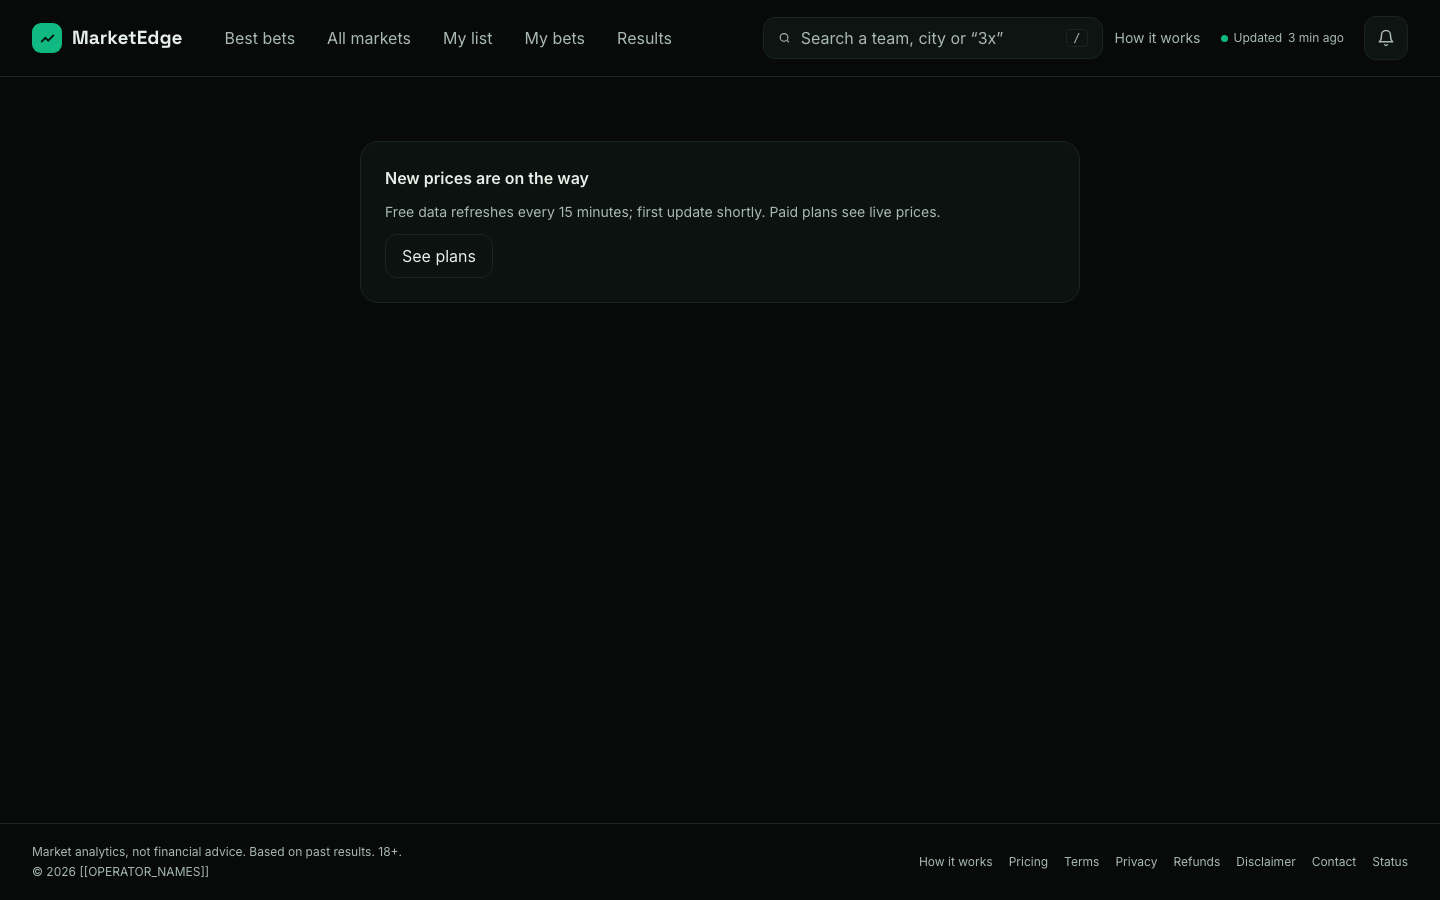 MarketEdge
Best bets
All markets
My list
My bets
Results
Search a team, city or “3x”
/
How it works
Updated 3 min ago
New prices are on the way
Free data refreshes every 15 minutes; first update shortly. Paid plans see live prices.
See plans
Market analytics, not financial advice. Based on past results. 18+.
© 2026 [[OPERATOR_NAMES]]
How it works
Pricing
Terms
Privacy
Refunds
Disclaimer
Contact
Status